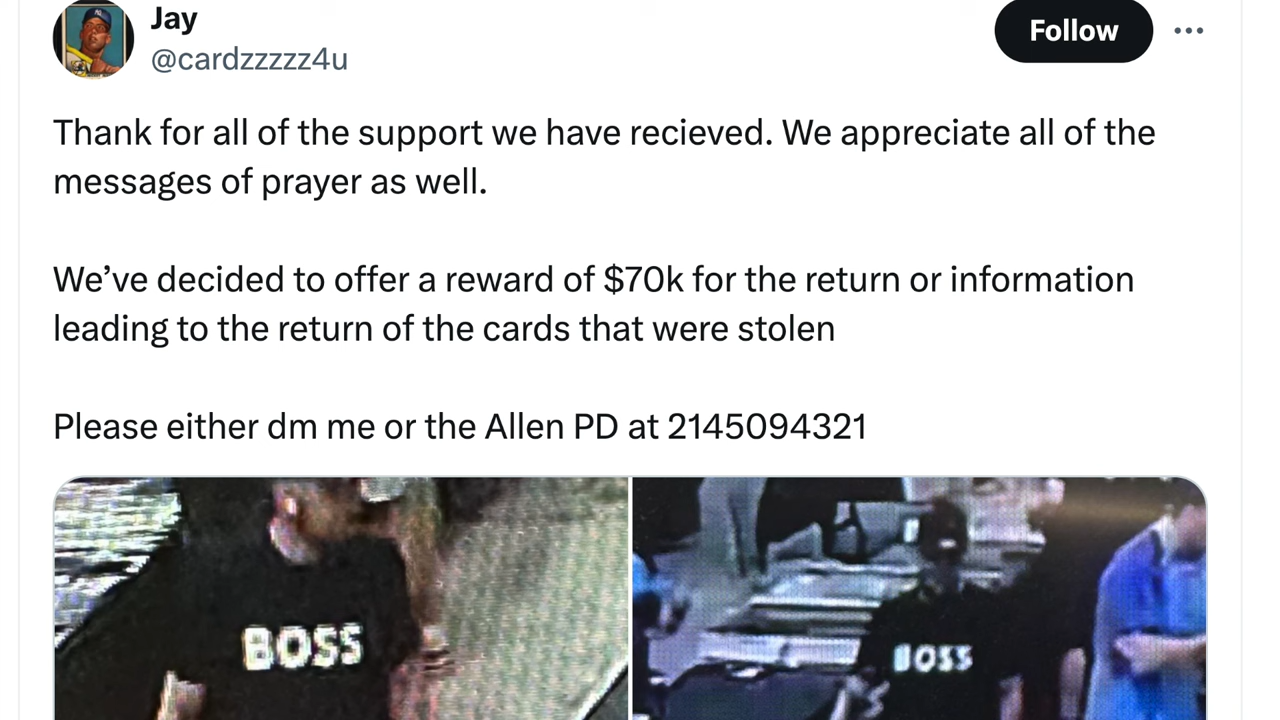 Jay
@cardzzzzz4u
Follow
Thank for all of the support we have recieved. We appreciate all of the
messages of prayer as well.
We’ve decided to offer a reward of $70k for the return or information
leading to the return of the cards that were stolen
Please either dm me or the Allen PD at 2145094321
BOSS
BOSS